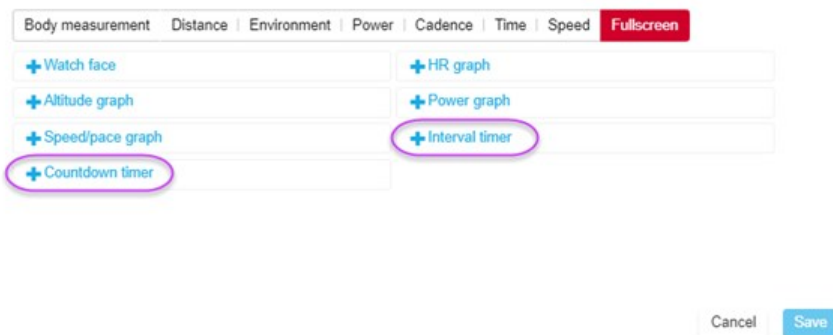 Body measurement Distance Environment Power Cadence Time Speed Fullscreen
Watch face HR graph
Altitude graph Power graph
Speed/pace graph Interval timer
Countdown timer
Cancel Save